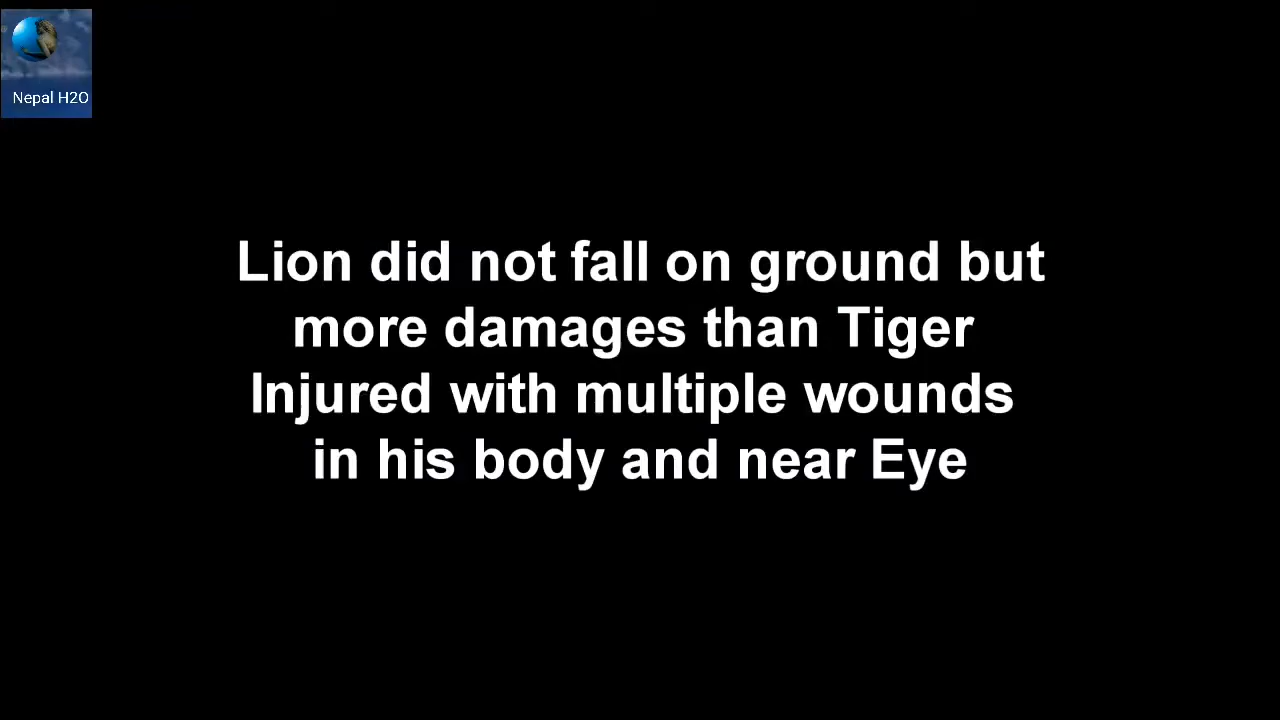 Nepal H2O
Lion did not fall on ground but
more damages than Tiger
Injured with multiple wounds
in his body and near Eye